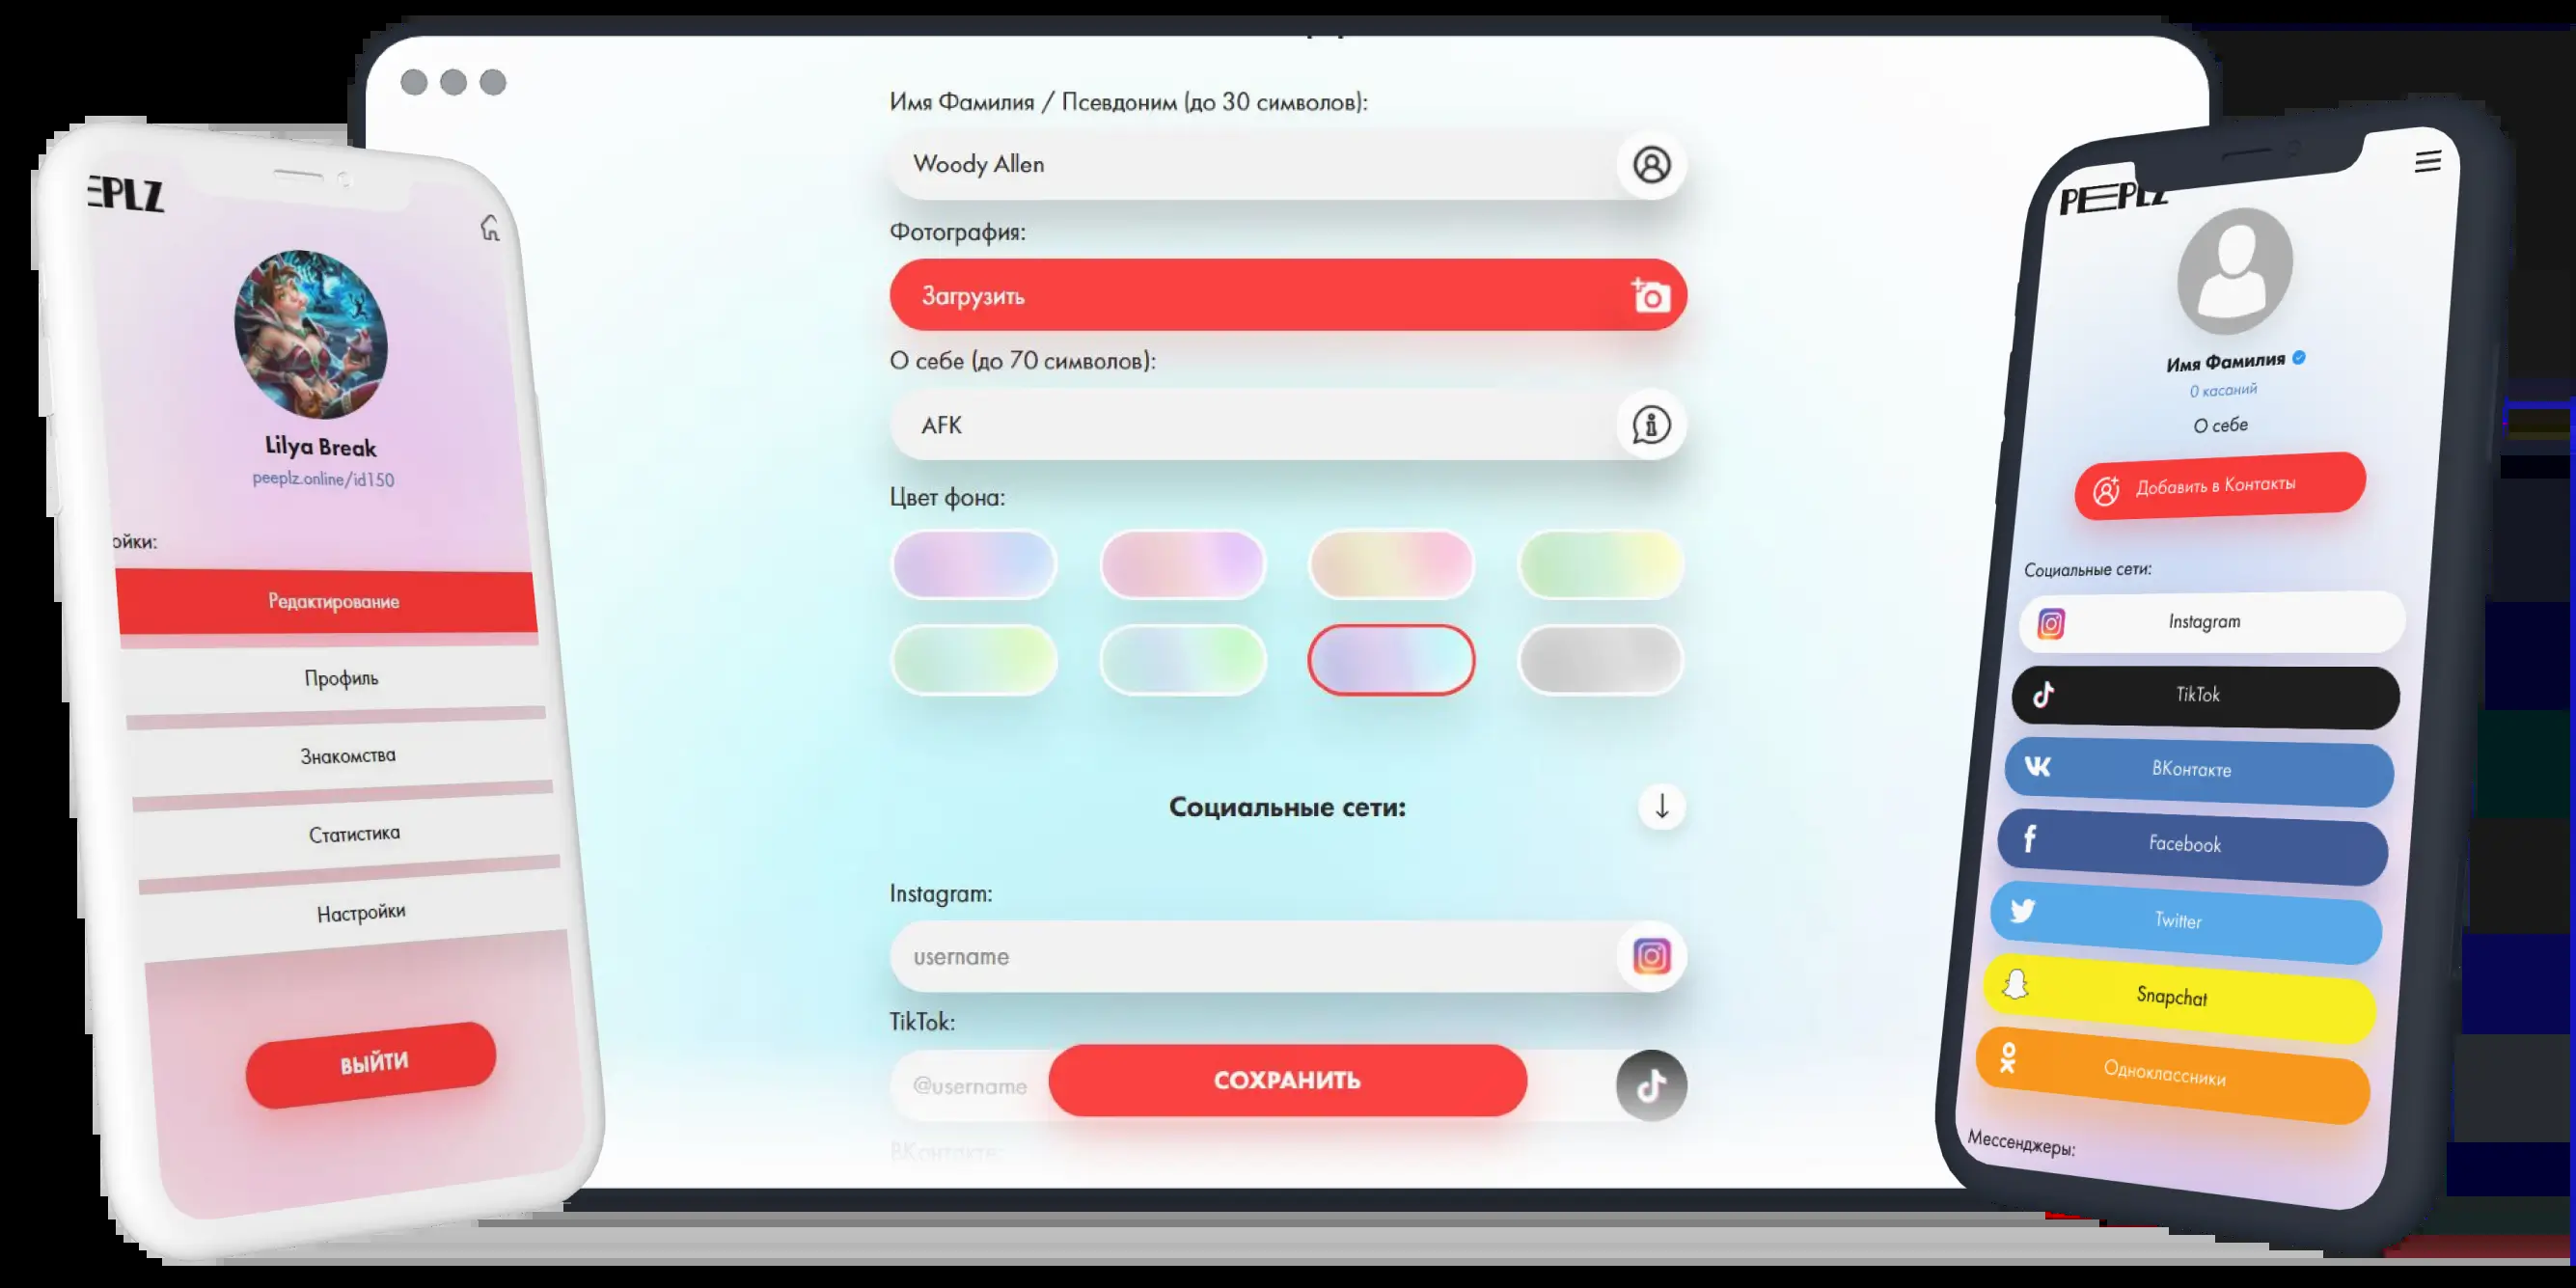 EPLZ
Lilya Break
peeplz.online/id150
ойки:
Редактирование
Профиль
Знакомства
Статистика
Настройки
ВЫЙТИ
Имя Фамилия / Псевдоним (до 30 символов):
Woody Allen
Фотография:
Загрузить
О себе (до 70 символов):
AFK
Цвет фона:
Социальные сети:
Instagram:
username
TikTok:
@username
СОХРАНИТЬ
ВКонтакте:
PEEPLZ
Имя Фамилия
0 касаний
О себе
Добавить в Контакты
Социальные сети:
Instagram
TikTok
ВКонтакте
Facebook
Twitter
Snapchat
Одноклассники
Мессенджеры: